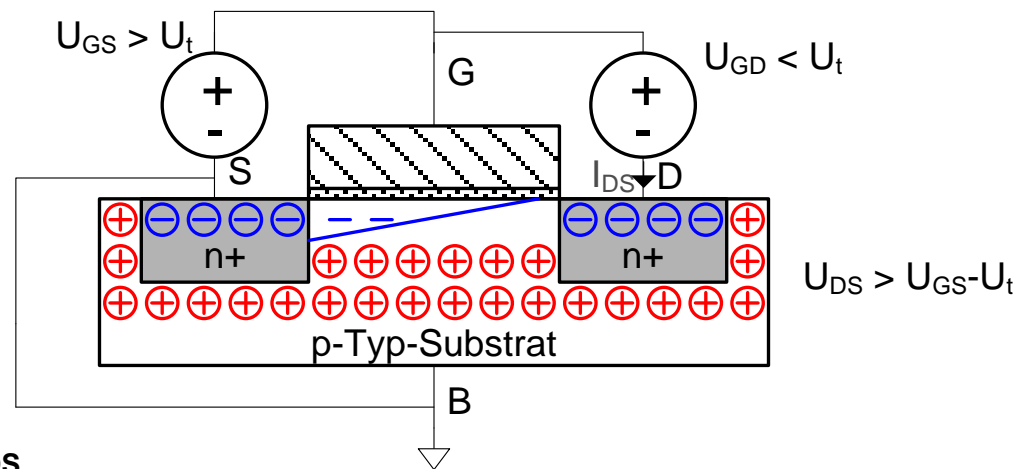 U_GS > U_t
U_GD < U_t
G
+
-
+
-
S
I_DS
D
n+
n+
U_DS > U_GS-U_t
p-Typ-Substrat
B